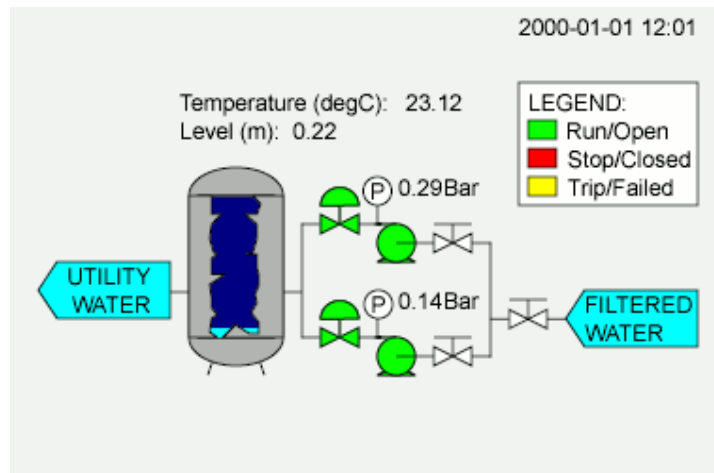 2000-01-01 12:01
Temperature (degC): 23.12
Level (m): 0.22
LEGEND:
Run/Open
Stop/Closed
Trip/Failed
P 0.29Bar
UTILITY
WATER
P 0.14Bar
FILTERED
WATER